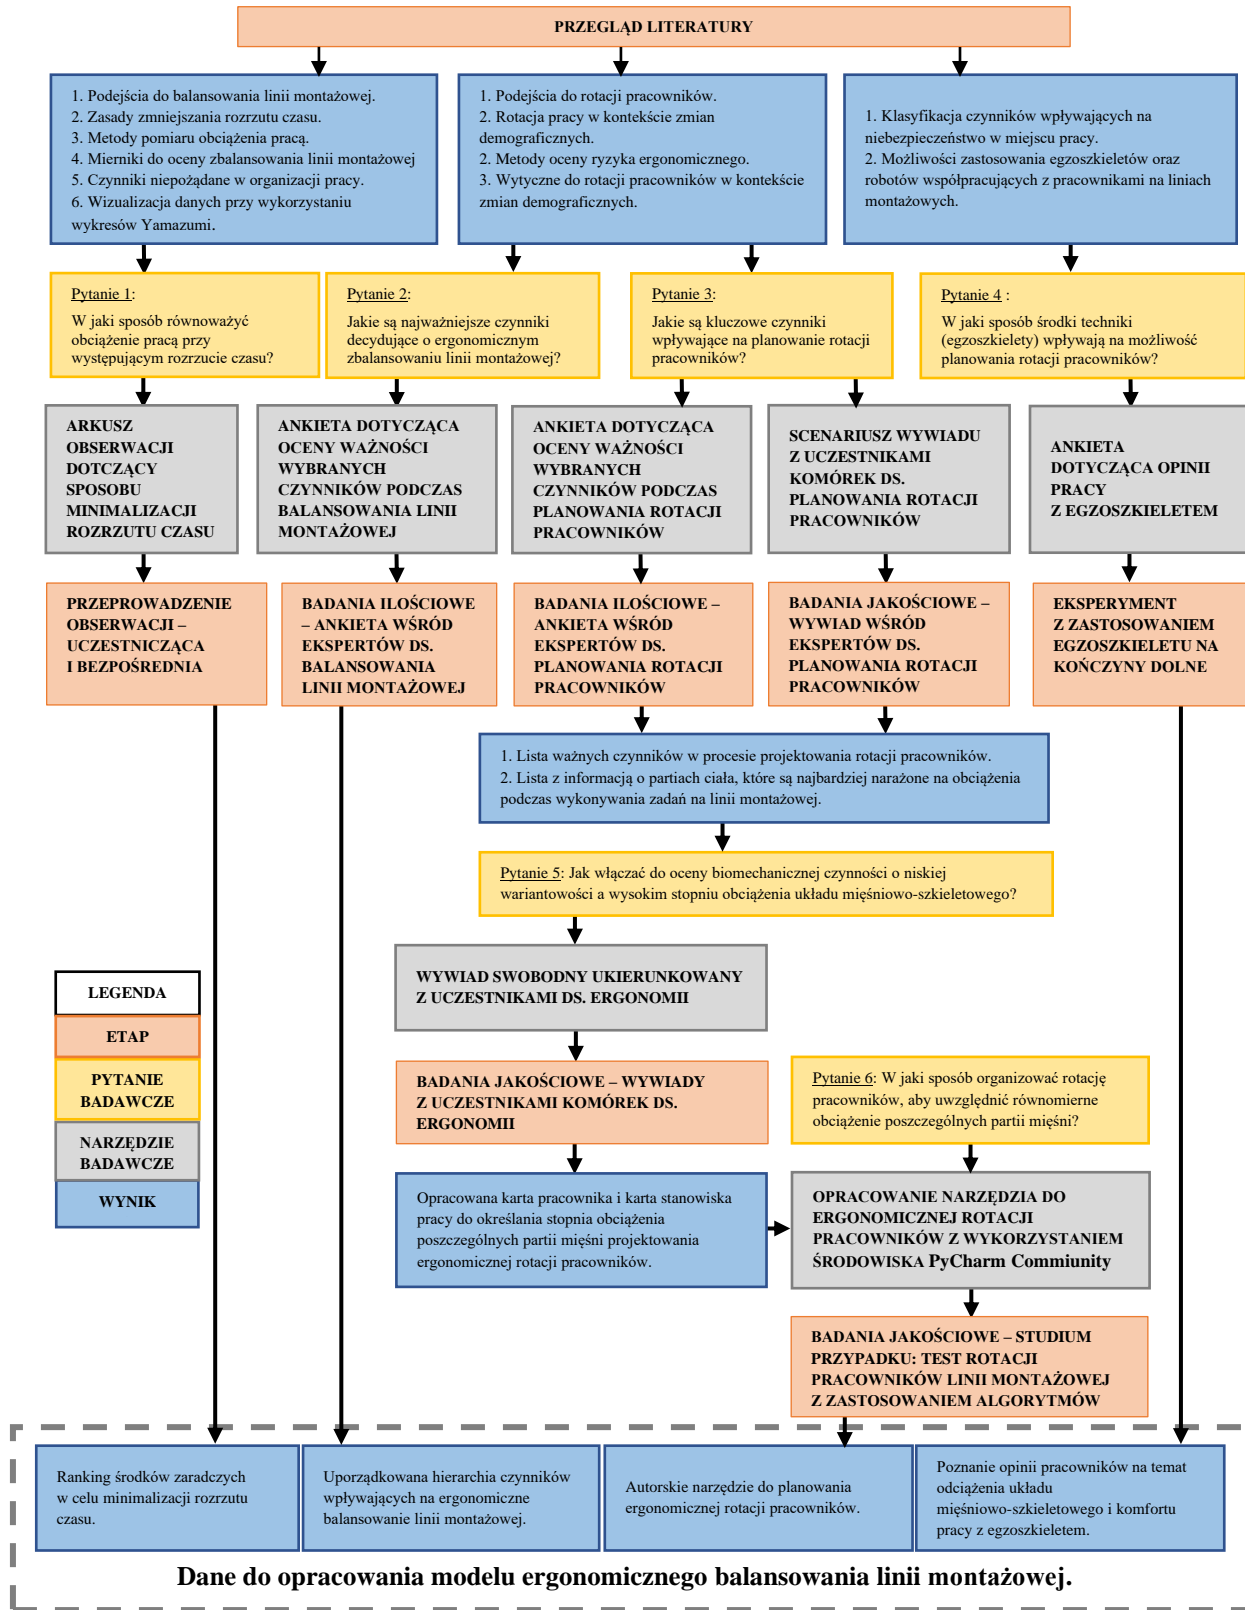 PRZEGLĄD LITERATURY
1. Podejścia do balansowania linii montażowej.
2. Zasady zmniejszania rozrzutu czasu.
3. Metody pomiaru obciążenia pracą.
4. Mierniki do oceny zbalansowania linii montażowej
5. Czynniki niepożądane w organizacji pracy.
6. Wizualizacja danych przy wykorzystaniu
wykresów Yamazumi.
1. Podejścia do rotacji pracowników.
2. Rotacja pracy w kontekście zmian
demograficznych.
2. Metody oceny ryzyka ergonomicznego.
3. Wytyczne do rotacji pracowników w kontekście
zmian demograficznych.
1. Klasyfikacja czynników wpływających na
niebezpieczeństwo w miejscu pracy.
2. Możliwości zastosowania egzoszkieletów oraz
robotów współpracujących z pracownikami na liniach
montażowych.
Pytanie 1:
W jaki sposób równoważyć
obciążenie pracą przy
występującym rozrzucie czasu?
Pytanie 2:
Jakie są najważniejsze czynniki
decydujące o ergonomicznym
zbalansowaniu linii montażowej?
Pytanie 3:
Jakie są kluczowe czynniki
wpływające na planowanie rotacji
pracowników?
Pytanie 4 :
W jaki sposób środki techniki
(egzoszkielety) wpływają na możliwość
planowania rotacji pracowników?
ARKUSZ
OBSERWACJI
DOTCZĄCY
SPOSOBU
MINIMALIZACJI
ROZRZUTU CZASU
ANKIETA DOTYCZĄCA
OCENY WAŻNOŚCI
WYBRANYCH
CZYNNIKÓW PODCZAS
BALANSOWANIA LINII
MONTAŻOWEJ
ANKIETA DOTYCZĄCA
OCENY WAŻNOŚCI
WYBRANYCH
CZYNNIKÓW PODCZAS
PLANOWANIA ROTACJI
PRACOWNIKÓW
SCENARIUSZ WYWIADU
Z UCZESTNIKAMI
KOMÓREK DS.
PLANOWANIA ROTACJI
PRACOWNIKÓW
ANKIETA
DOTYCZĄCA OPINII
PRACY
Z EGZOSZKIELETEM
PRZEPROWADZENIE
OBSERWACJI –
UCZESTNICZĄCA
I BEZPOŚREDNIA
BADANIA ILOŚCIOWE
– ANKIETA WŚRÓD
EKSPERTÓW DS.
BALANSOWANIA
LINII MONTAŻOWEJ
BADANIA ILOŚCIOWE –
ANKIETA WŚRÓD
EKSPERTÓW DS.
PLANOWANIA ROTACJI
PRACOWNIKÓW
BADANIA JAKOŚCIOWE –
WYWIAD WŚRÓD
EKSPERTÓW DS.
PLANOWANIA ROTACJI
PRACOWNIKÓW
EKSPERYMENT
Z ZASTOSOWANIEM
EGZOSZKIELETU NA
KOŃCZYNY DOLNE
1. Lista ważnych czynników w procesie projektowania rotacji pracowników.
2. Lista z informacją o partiach ciała, które są najbardziej narażone na obciążenia
podczas wykonywania zadań na linii montażowej.
Pytanie 5: Jak włączać do oceny biomechanicznej czynności o niskiej
wariantowości a wysokim stopniu obciążenia układu mięśniowo-szkieletowego?
WYWIAD SWOBODNY UKIERUNKOWANY
Z UCZESTNIKAMI DS. ERGONOMII
LEGENDA
ETAP
PYTANIE
BADAWCZE
NARZĘDZIE
BADAWCZE
WYNIK
BADANIA JAKOŚCIOWE – WYWIADY
Z UCZESTNIKAMI KOMÓREK DS.
ERGONOMII
Pytanie 6: W jaki sposób organizować rotację
pracowników, aby uwzględnić równomierne
obciążenie poszczególnych partii mięśni?
Opracowana karta pracownika i karta stanowiska
pracy do określania stopnia obciążenia
poszczególnych partii mięśni projektowania
ergonomicznej rotacji pracowników.
OPRACOWANIE NARZĘDZIA DO
ERGONOMICZNEJ ROTACJI
PRACOWNIKÓW Z WYKORZYSTANIEM
ŚRODOWISKA PyCharm Commiunity
BADANIA JAKOŚCIOWE – STUDIUM
PRZYPADKU: TEST ROTACJI
PRACOWNIKÓW LINII MONTAŻOWEJ
Z ZASTOSOWANIEM ALGORYTMÓW
Ranking środków zaradczych
w celu minimalizacji rozrzutu
czasu.
Uporządkowana hierarchia czynników
wpływających na ergonomiczne
balansowanie linii montażowej.
Autorskie narzędzie do planowania
ergonomicznej rotacji pracowników.
Poznanie opinii pracowników na temat
odciążenia układu
mięśniowo-szkieletowego i komfortu
pracy z egzoszkieletem.
Dane do opracowania modelu ergonomicznego balansowania linii montażowej.